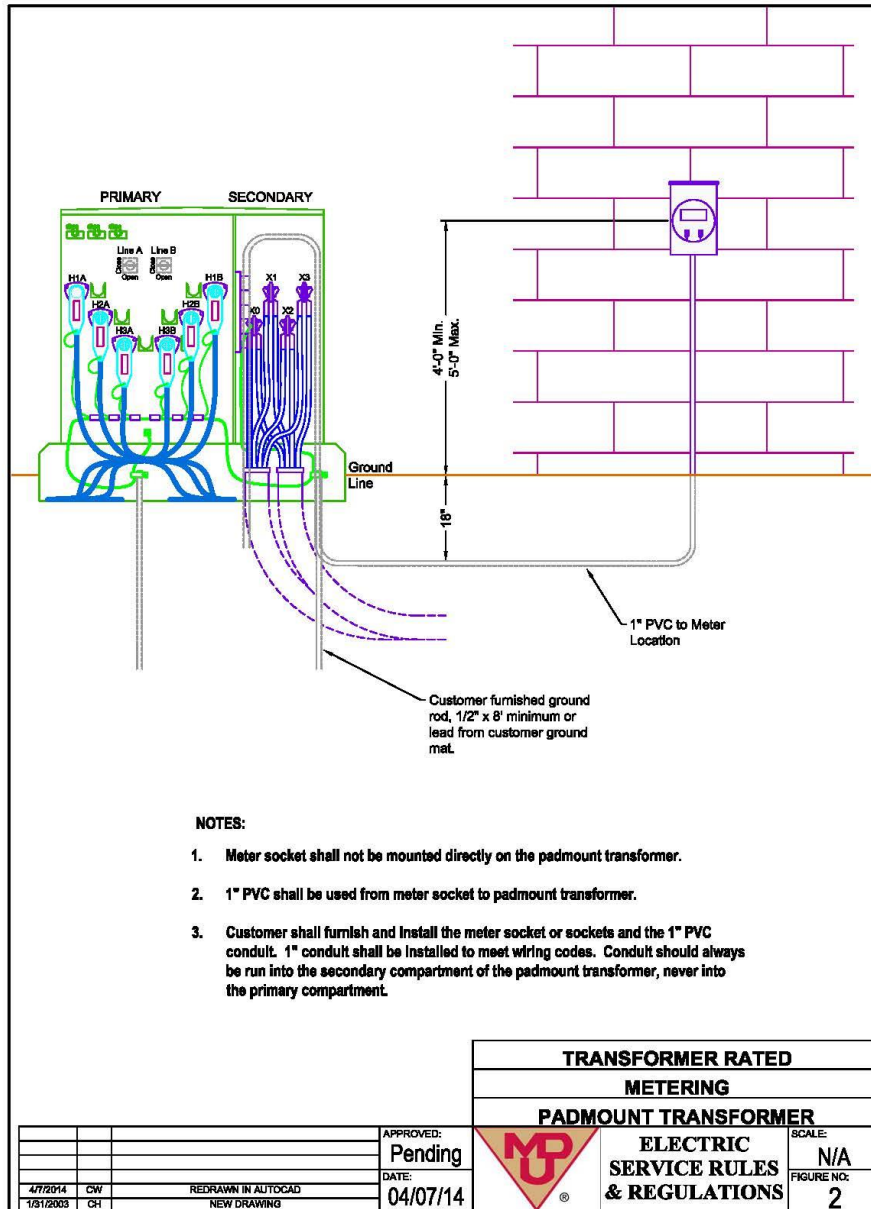 PRIMARY
SECONDARY
Line A
Line B
Close
Open
Close
Open
H1A
H2A
H3A
H3B
H2B
H1B
X1
X3
X0
X2
4'-0" Min.
5'-0" Max.
Ground
Line
18"
1" PVC to Meter
Location
Customer furnished ground
rod, 1/2" x 8' minimum or
lead from customer ground
mat.
NOTES:
1. Meter socket shall not be mounted directly on the padmount transformer.
2. 1" PVC shall be used from meter socket to padmount transformer.
3. Customer shall furnish and install the meter socket or sockets and the 1" PVC
conduit. 1" conduit shall be installed to meet wiring codes. Conduit should always
be run into the secondary compartment of the padmount transformer, never into
the primary compartment.
TRANSFORMER RATED
METERING
PADMOUNT TRANSFORMER
APPROVED:
Pending
DATE:
04/07/14
4/7/2014 CW REDRAWN IN AUTOCAD
1/31/2003 CH NEW DRAWING
MPU
®
ELECTRIC
SERVICE RULES
& REGULATIONS
SCALE:
N/A
FIGURE NO:
2